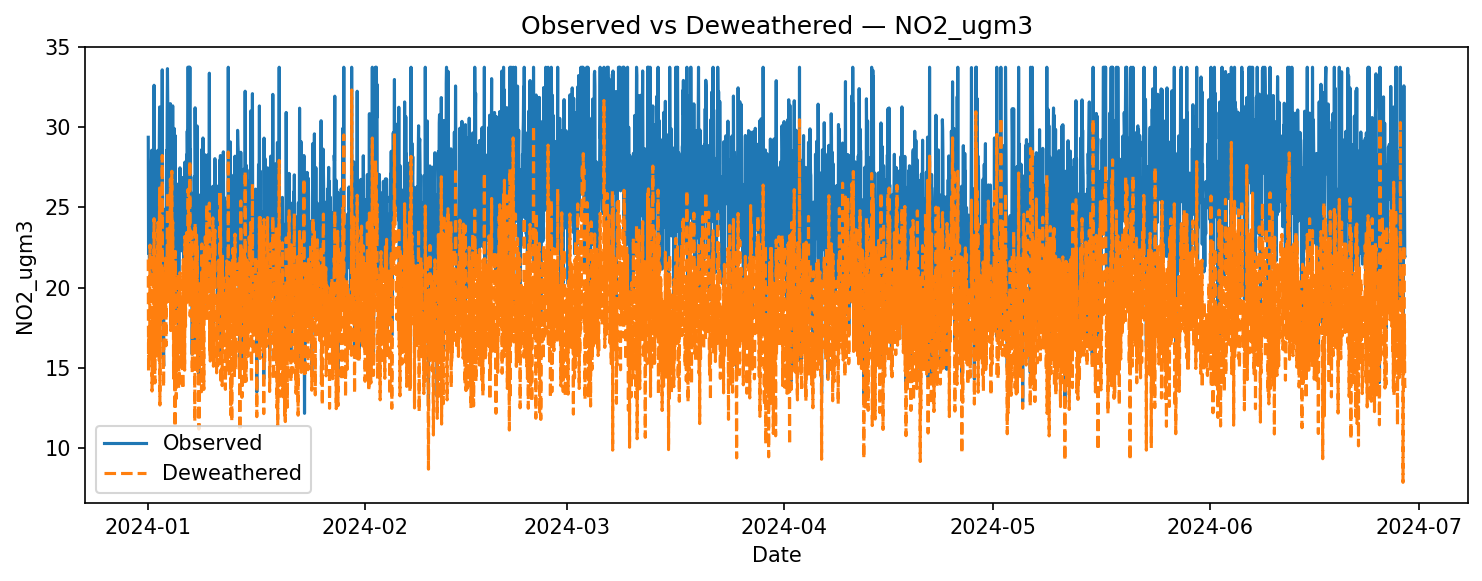 Observed vs Deweathered — NO2_ugm3
35
30
25
20
15
10
NO2_ugm3
Observed
Deweathered
2024-01
2024-02
2024-03
2024-04
2024-05
2024-06
2024-07
Date